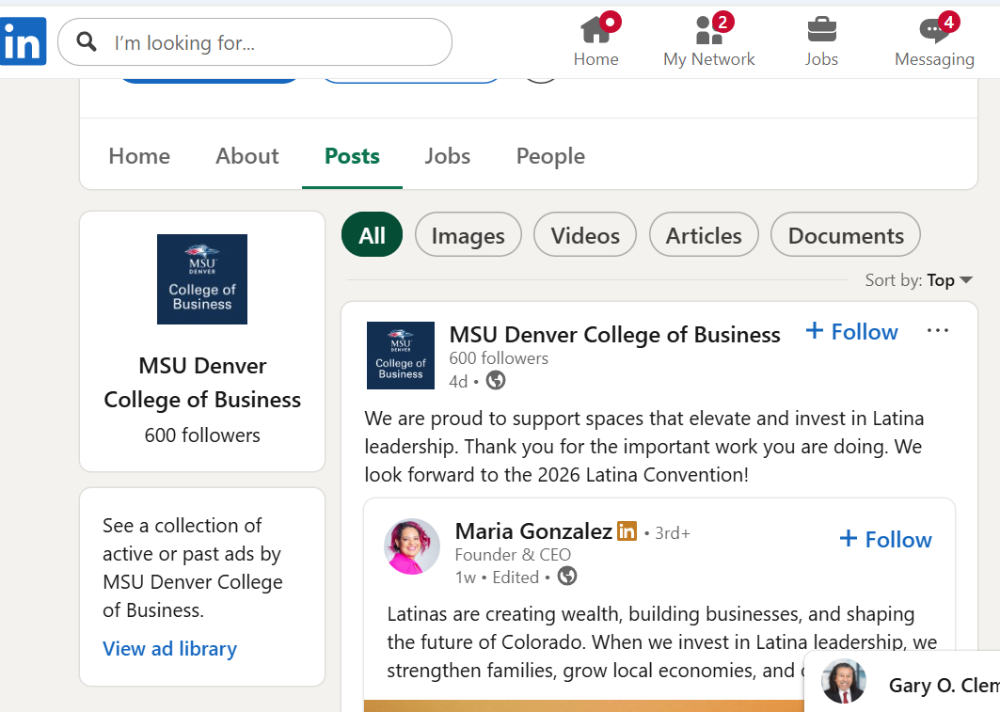 in
I'm looking for...
Home
2
My Network
Jobs
4
Messaging
Home
About
Posts
Jobs
People
MSU
DENVER
College of
Business
MSU Denver
College of Business
600 followers
See a collection of
active or past ads by
MSU Denver College
of Business.
View ad library
All
Images
Videos
Articles
Documents
Sort by: Top
MSU
DENVER
College of
Business
MSU Denver College of Business
+ Follow
600 followers
4d •
We are proud to support spaces that elevate and invest in Latina
leadership. Thank you for the important work you are doing. We
look forward to the 2026 Latina Convention!
Maria Gonzalez in • 3rd+
+ Follow
Founder & CEO
1w • Edited •
Latinas are creating wealth, building businesses, and shaping
the future of Colorado. When we invest in Latina leadership, we
strengthen families, grow local economies, and
Gary O. Clem